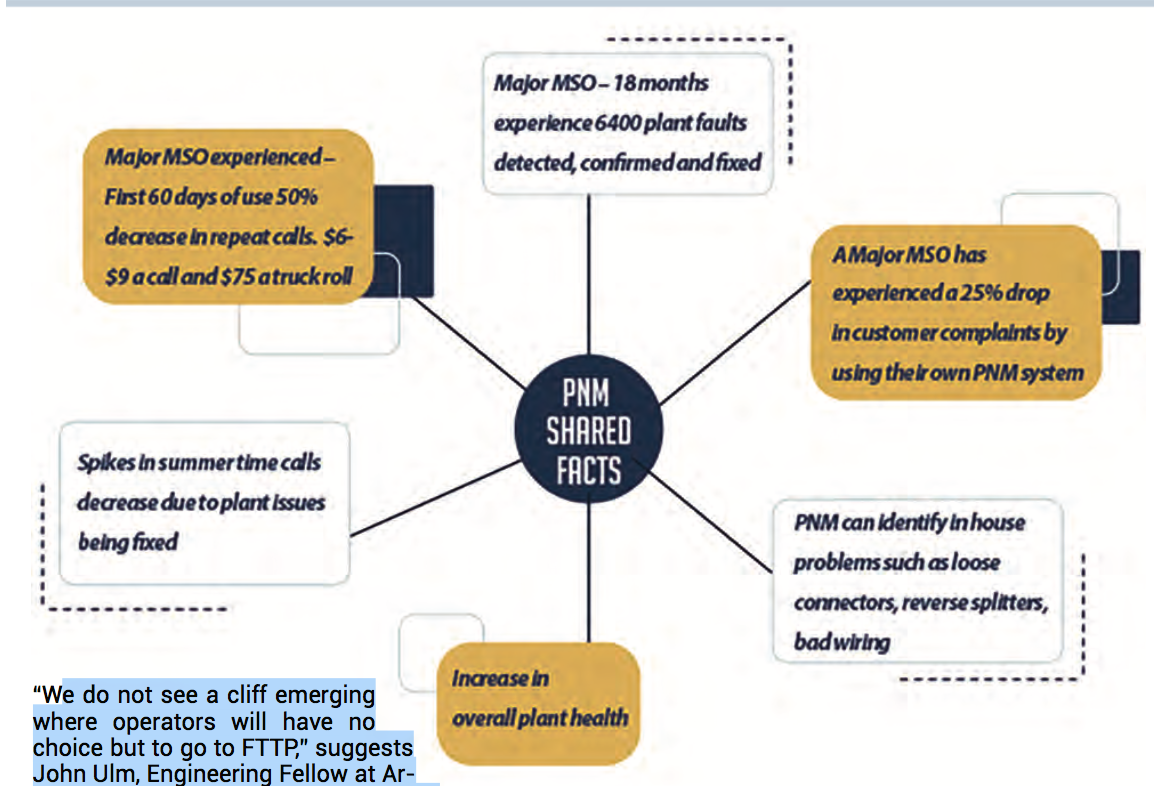 Major MSO – 18 months
experience 6400 plant faults
detected, confirmed and fixed
Major MSO experienced –
First 60 days of use 50%
decrease in repeat calls. $6-
$9 a call and $75 a truck roll
A Major MSO has
experienced a 25% drop
in customer complaints by
using their own PNM system
PNM
SHARED
FACTS
Spikes in summer time calls
decrease due to plant issues
being fixed
PNM can identify in house
problems such as loose
connectors, reverse splitters,
bad wiring
Increase in
overall plant health
“We do not see a cliff emerging
where operators will have no
choice but to go to FTTP,” suggests
John Ulm, Engineering Fellow at Ar-